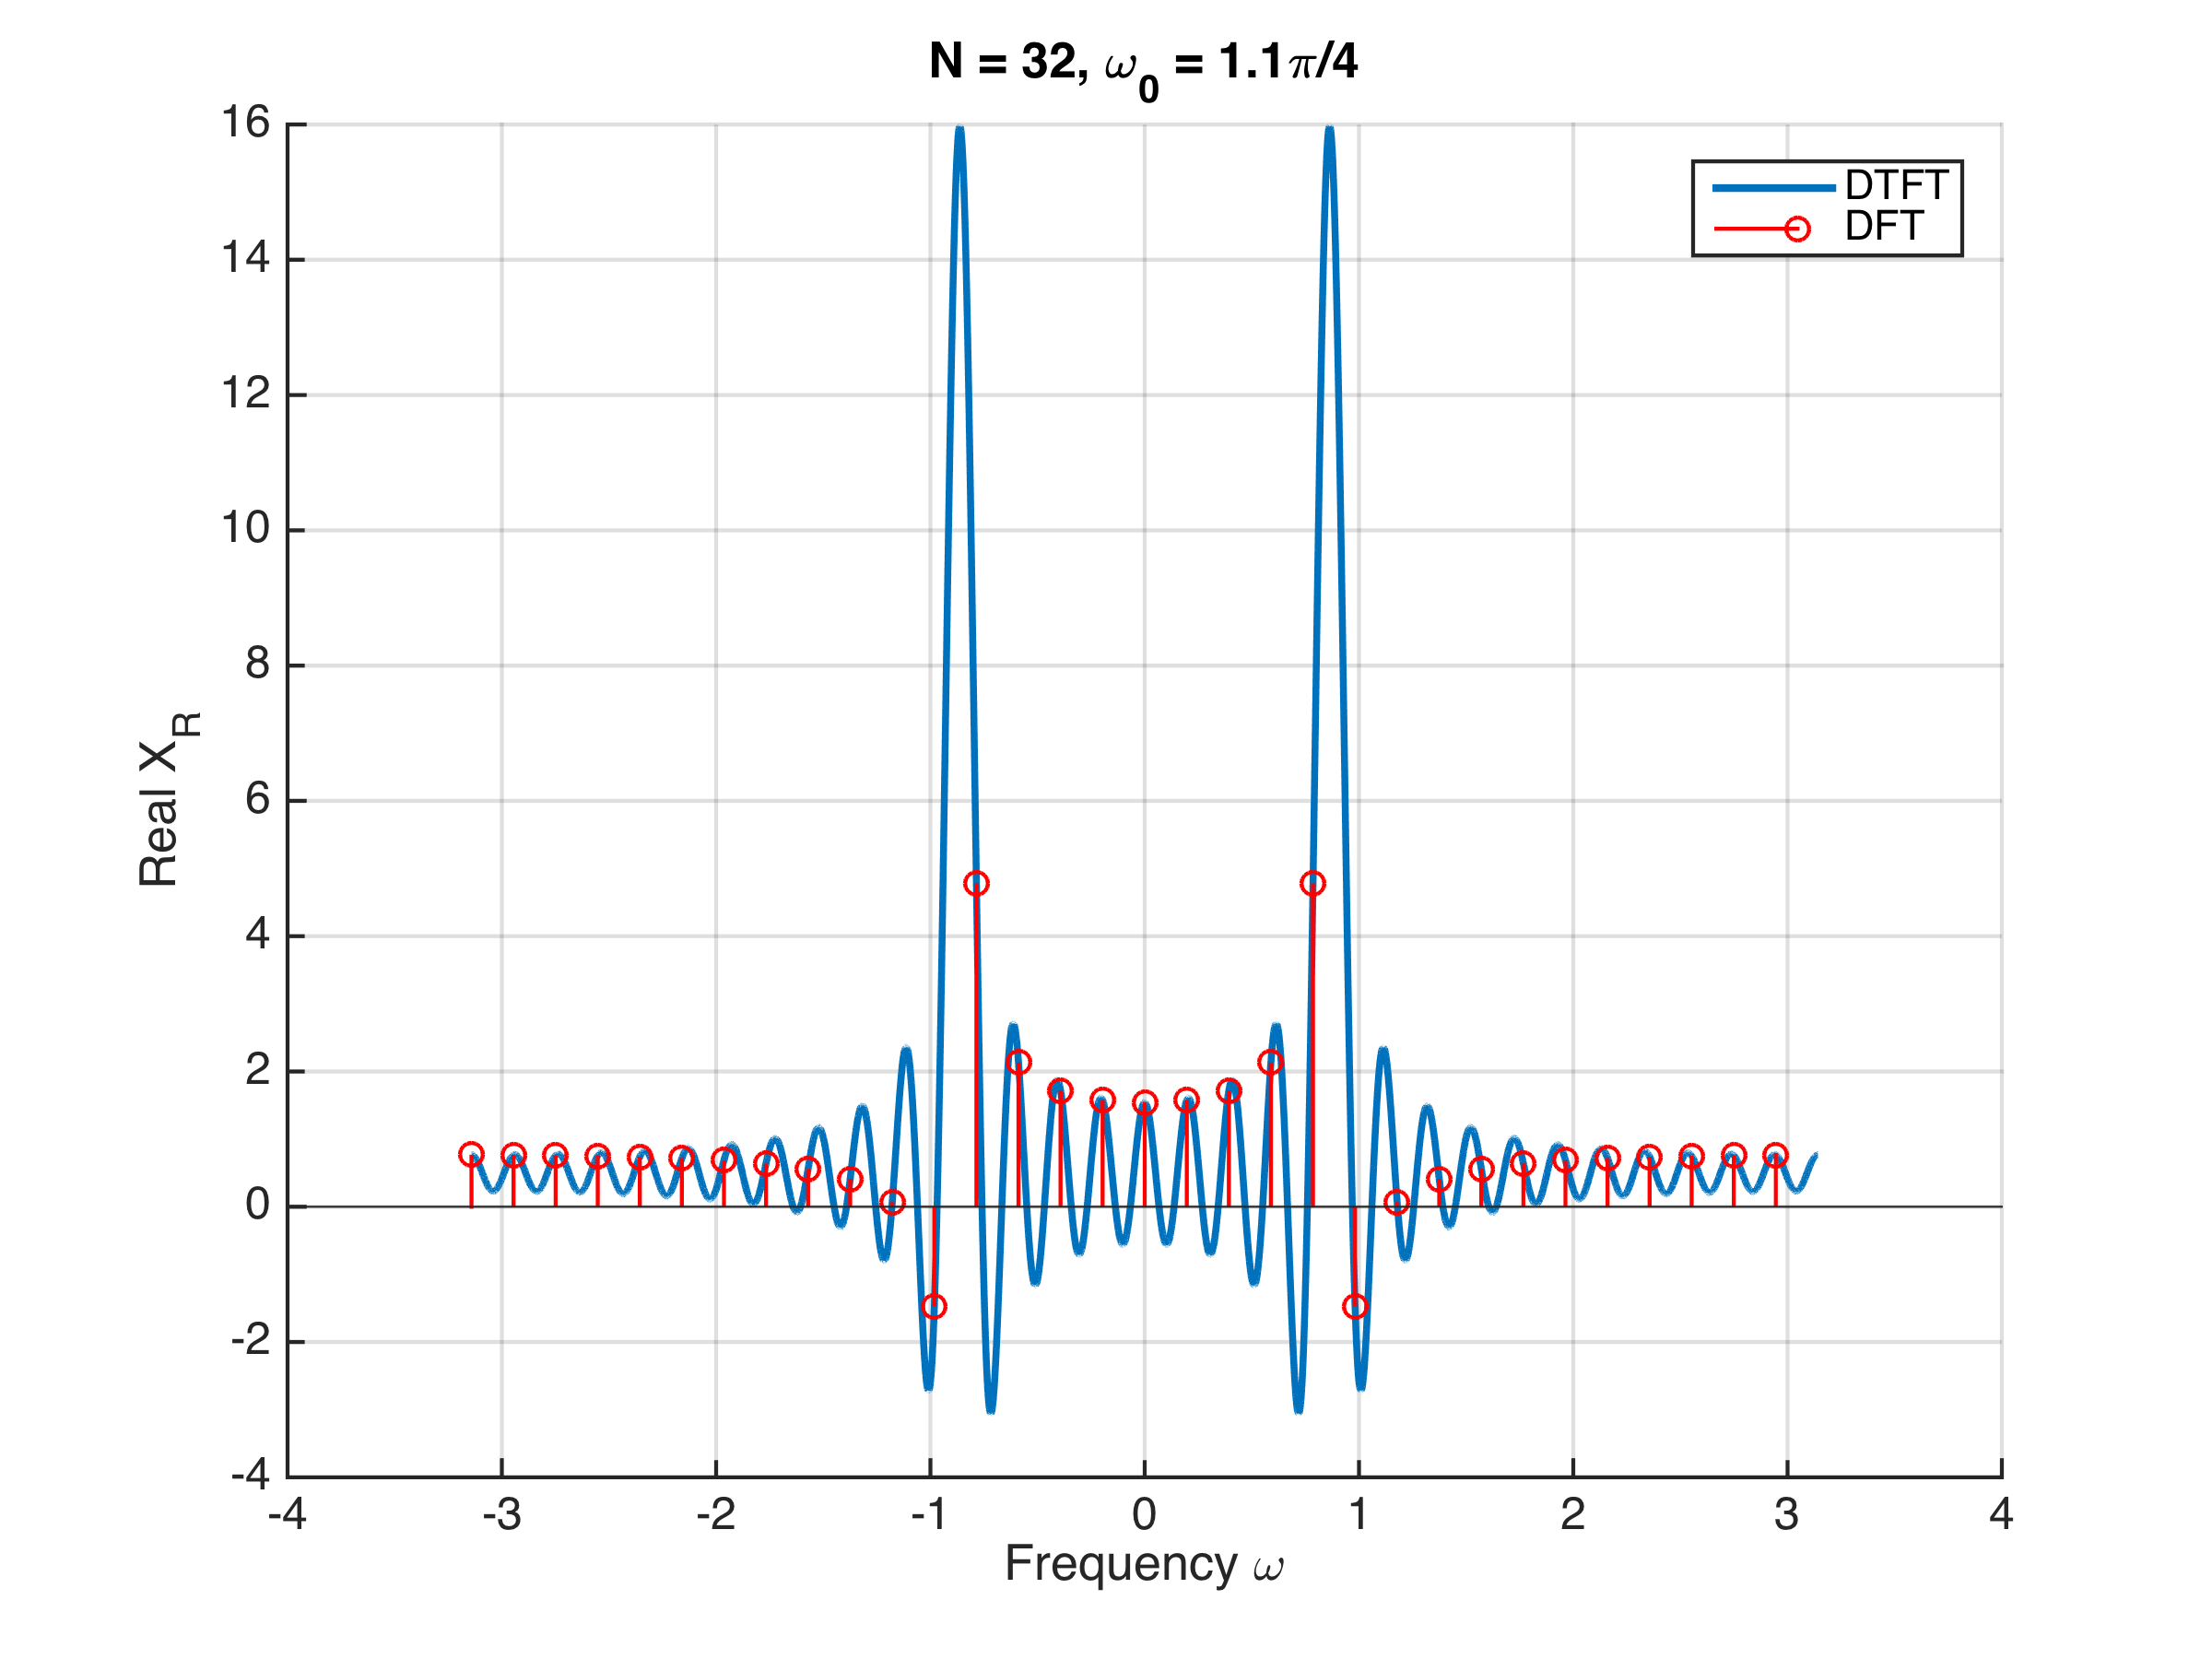 N = 32, ω0 = 1.1π/4
16
14
12
10
8
6
4
2
0
-2
-4
Real XR
DTFT
DFT
-4 -3 -2 -1 0 1 2 3 4
Frequency ω